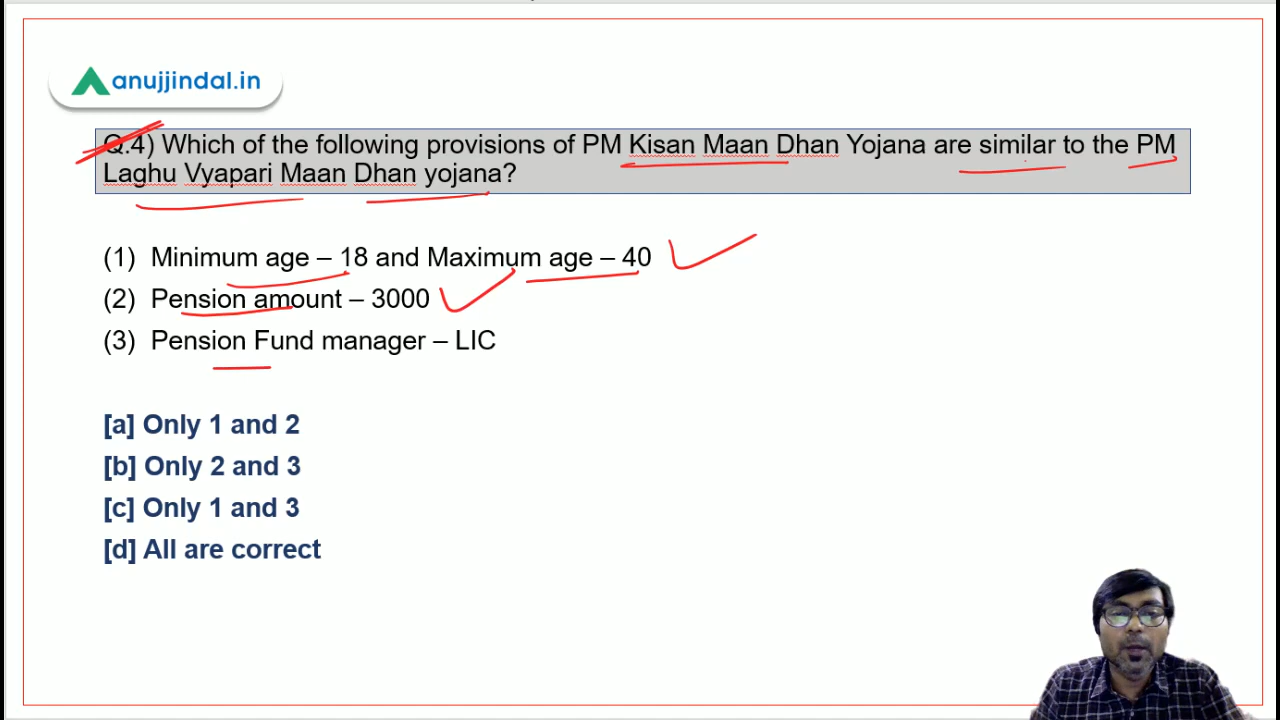 anujjindal.in
Q.4) Which of the following provisions of PM Kisan Maan Dhan Yojana are similar to the PM
Laghu Vyapari Maan Dhan yojana?
(1) Minimum age – 18 and Maximum age – 40
(2) Pension amount – 3000
(3) Pension Fund manager – LIC
[a] Only 1 and 2
[b] Only 2 and 3
[c] Only 1 and 3
[d] All are correct